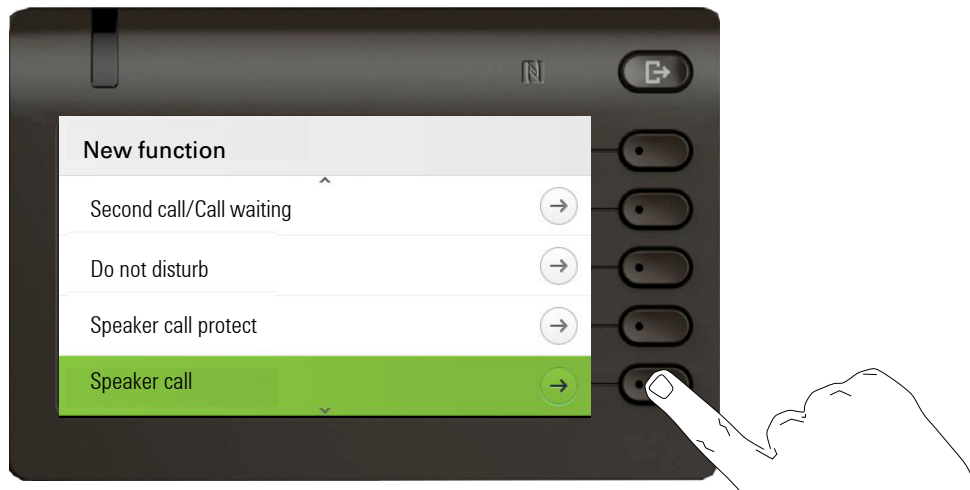 New function
Second call/Call waiting
Do not disturb
Speaker call protect
Speaker call